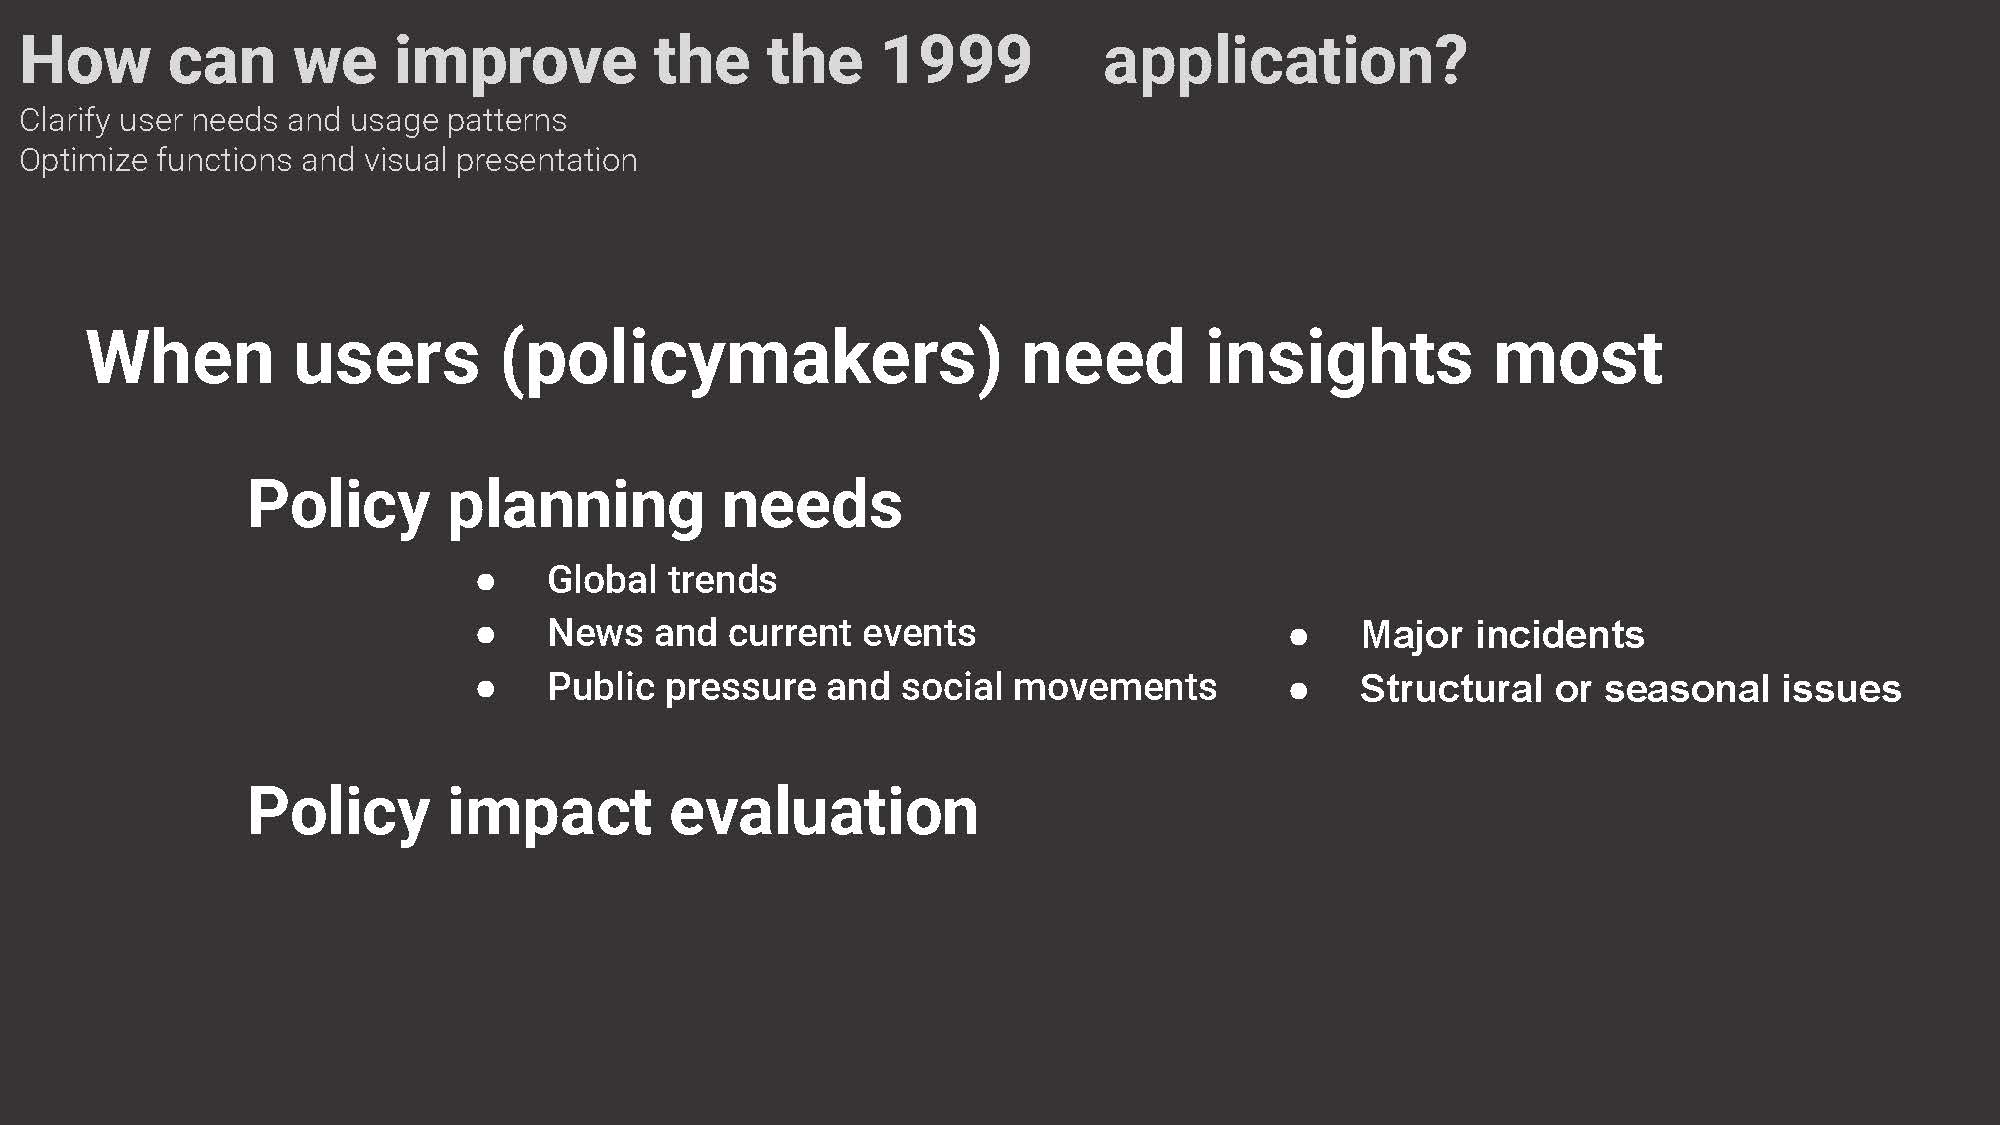 How can we improve the the 1999 application?
Clarify user needs and usage patterns
Optimize functions and visual presentation
When users (policymakers) need insights most
Policy planning needs
● Global trends
● News and current events
● Public pressure and social movements
● Major incidents
● Structural or seasonal issues
Policy impact evaluation